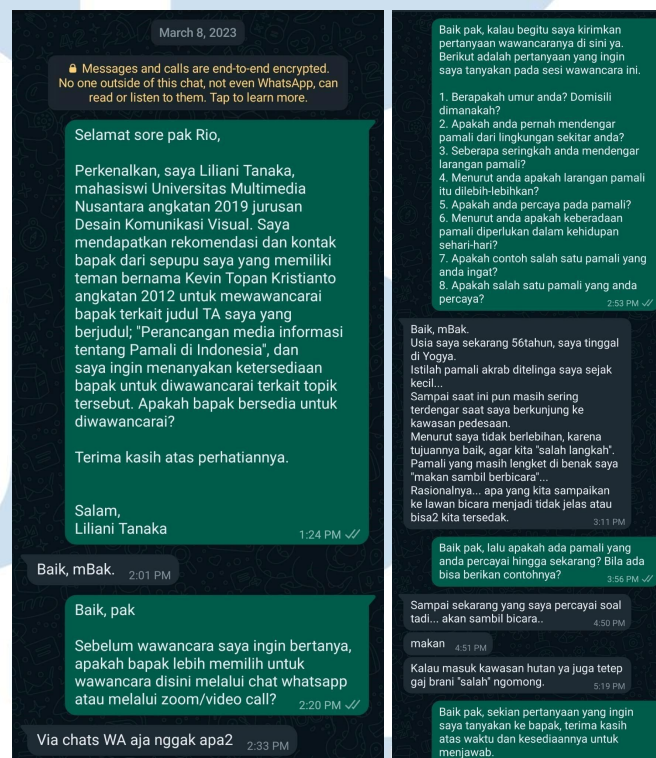 March 8, 2023
Messages and calls are end-to-end encrypted.
No one outside of this chat, not even WhatsApp, can
read or listen to them. Tap to learn more.
Selamat sore pak Rio,
Perkenalkan, saya Liliani Tanaka,
mahasiswi Universitas Multimedia
Nusantara angkatan 2019 jurusan
Desain Komunikasi Visual. Saya
mendapatkan rekomendasi dan kontak
bapak dari sepupu saya yang memiliki
teman bernama Kevin Topan Kristianto
angkatan 2012 untuk mewawancarai
bapak terkait judul TA saya yang
berjudul; "Perancangan media informasi
tentang Pamali di Indonesia", dan
saya ingin menanyakan ketersediaan
bapak untuk diwawancarai terkait topik
tersebut. Apakah bapak bersedia untuk
diwawancarai?
Terima kasih atas perhatiannya.
Salam,
Liliani Tanaka
1:24 PM
Baik, mBak. 2:01 PM
Baik, pak
Sebelum wawancara saya ingin bertanya,
apakah bapak lebih memilih untuk
wawancara disini melalui chat whatsapp
atau melalui zoom/video call? 2:20 PM
Via chats WA aja nggak apa2 2:33 PM
Baik pak, kalau begitu saya kirimkan
pertanyaan wawancaranya di sini ya.
Berikut adalah pertanyaan yang ingin
saya tanyakan pada sesi wawancara ini.
1. Berapakah umur anda? Domisili
dimanakah?
2. Apakah anda pernah mendengar
pamali dari lingkungan sekitar anda?
3. Seberapa seringkah anda mendengar
larangan pamali?
4. Menurut anda apakah larangan pamali
itu dilebih-lebihkan?
5. Apakah anda percaya pada pamali?
6. Menurut anda apakah keberadaan
pamali diperlukan dalam kehidupan
sehari-hari?
7. Apakah contoh salah satu pamali yang
anda ingat?
8. Apakah salah satu pamali yang anda
percaya? 2:53 PM
Baik, mBak.
Usia saya sekarang 56tahun, saya tinggal
di Yogya.
Istilah pamali akrab ditelinga saya sejak
kecil...
Sampai saat ini pun masih sering
terdengar saat saya berkunjung ke
kawasan pedesaan.
Menurut saya tidak berlebihan, karena
tujuannya baik, agar kita "salah langkah".
Pamali yang masih lengket di benak saya
"makan sambil berbicara"...
Rasionalnya... apa yang kita sampaikan
ke lawan bicara menjadi tidak jelas atau
bisa2 kita tersedak. 3:11 PM
Baik pak, lalu apakah ada pamali yang
anda percayai hingga sekarang? Bila ada
bisa berikan contohnya? 3:56 PM
Sampai sekarang yang saya percayai soal
tadi... akan sambil bicara.. 4:50 PM
makan 4:51 PM
Kalau masuk kawasan hutan ya juga tetep
gaj brani "salah" ngomong. 5:19 PM
Baik pak, sekian pertanyaan yang ingin
saya tanyakan ke bapak, terima kasih
atas waktu dan kesediaannya untuk
menjawab.